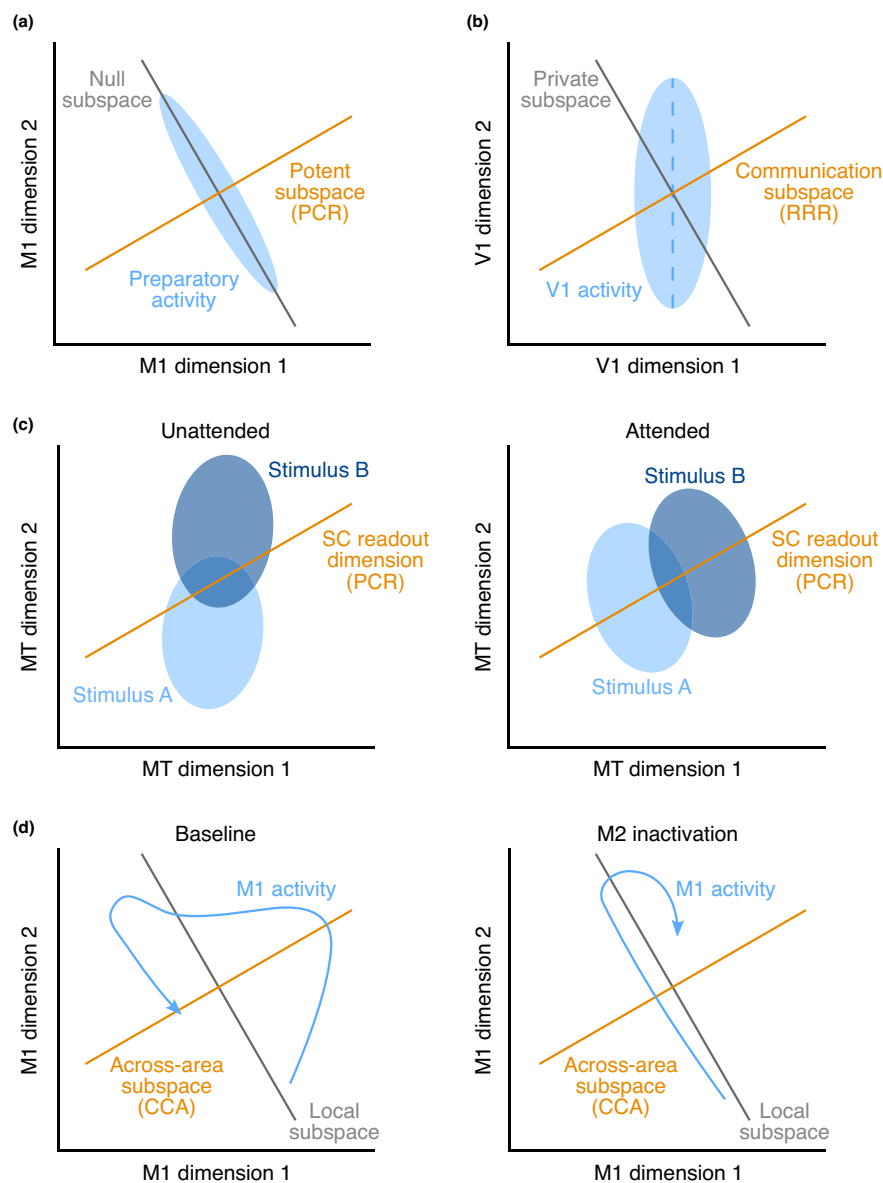 (a)
Null
subspace
Potent
subspace
(PCR)
Preparatory
activity
M1 dimension 2
M1 dimension 1
(b)
Private
subspace
Communication
subspace
(RRR)
V1 activity
V1 dimension 2
V1 dimension 1
(c)
Unattended
Stimulus B
SC readout
dimension
(PCR)
Stimulus A
MT dimension 2
MT dimension 1
Attended
Stimulus B
SC readout
dimension
(PCR)
Stimulus A
MT dimension 2
MT dimension 1
(d)
Baseline
M1 activity
Across-area
subspace
(CCA)
Local
subspace
M1 dimension 2
M1 dimension 1
M2 inactivation
M1 activity
Across-area
subspace
(CCA)
Local
subspace
M1 dimension 2
M1 dimension 1